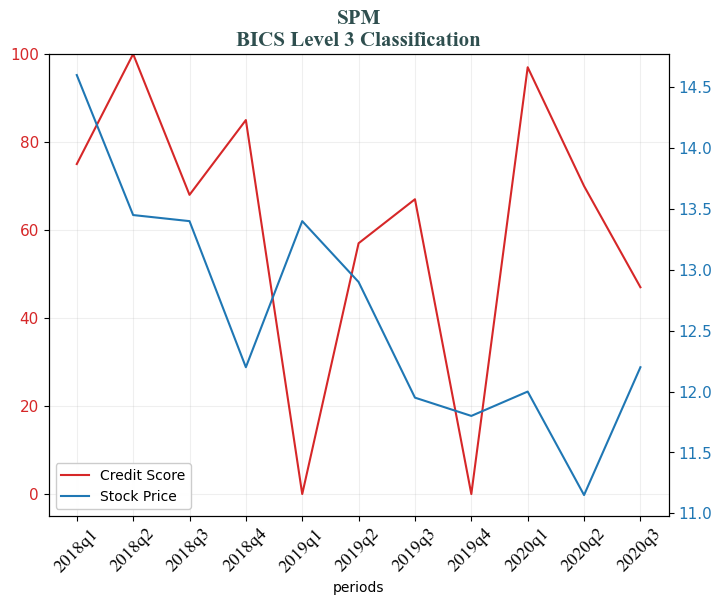 SPM
BICS Level 3 Classification
100
80
60
40
20
0
14.5
14.0
13.5
13.0
12.5
12.0
11.5
11.0
Credit Score
Stock Price
2018q1
2018q2
2018q3
2018q4
2019q1
2019q2
2019q3
2019q4
2020q1
2020q2
2020q3
periods